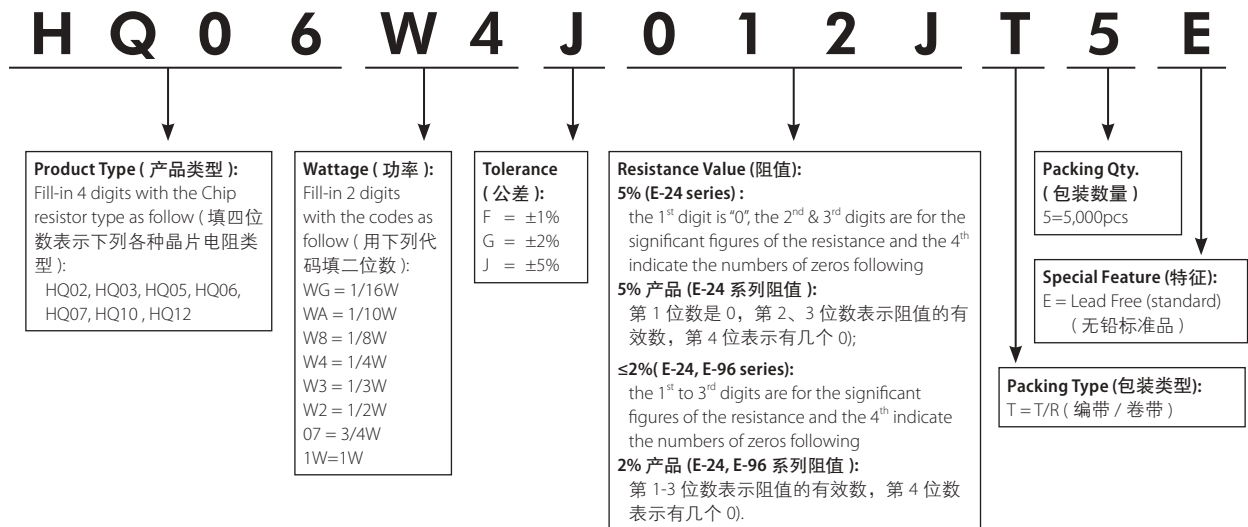 H Q 0 6 W 4 J 0 1 2 J T 5 E
Product Type ( 产品类型 ):
Fill-in 4 digits with the Chip
resistor type as follow ( 填四位
数表示下列各种晶片电阻类
型 ):
HQ02, HQ03, HQ05, HQ06,
HQ07, HQ10 , HQ12
Wattage ( 功率 ):
Fill-in 2 digits
with the codes as
follow ( 用下列代
码填二位数 ):
WG = 1/16W
WA = 1/10W
W8 = 1/8W
W4 = 1/4W
W3 = 1/3W
W2 = 1/2W
07 = 3/4W
1W=1W
Tolerance
( 公差 ):
F = ±1%
G = ±2%
J = ±5%
Resistance Value (阻值):
5% (E-24 series) :
the 1st digit is “0”, the 2nd & 3rd digits are for the
significant figures of the resistance and the 4th
indicate the numbers of zeros following
5% 产品 (E-24 系列阻值 ):
第 1 位数是 0，第 2、3 位数表示阻值的有
效数，第 4 位表示有几个 0);
≤2%( E-24, E-96 series):
the 1st to 3rd digits are for the significant
figures of the resistance and the 4th indicate
the numbers of zeros following
2% 产品 (E-24, E-96 系列阻值 ):
第 1-3 位数表示阻值的有效数，第 4 位数
表示有几个 0).
Packing Qty.
( 包装数量 )
5=5,000pcs
Special Feature (特征):
E = Lead Free (standard)
( 无铅标准品 )
Packing Type (包装类型):
T = T/R ( 编带 / 卷带 )